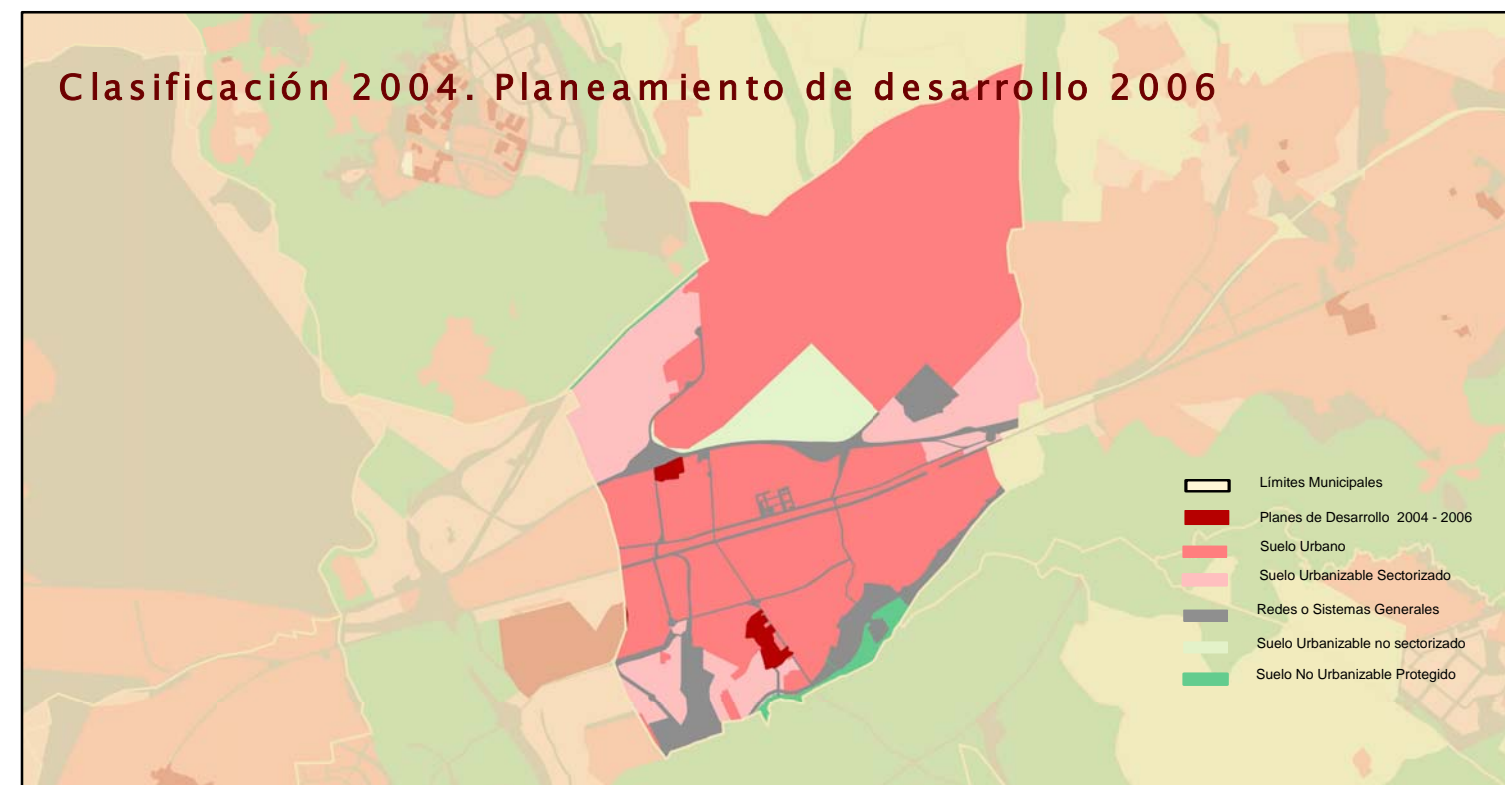 Clasificación 2004. Planeamiento de desarrollo 2006
Límites Municipales
Planes de Desarrollo 2004 - 2006
Suelo Urbano
Suelo Urbanizable Sectorizado
Redes o Sistemas Generales
Suelo Urbanizable no sectorizado
Suelo No Urbanizable Protegido